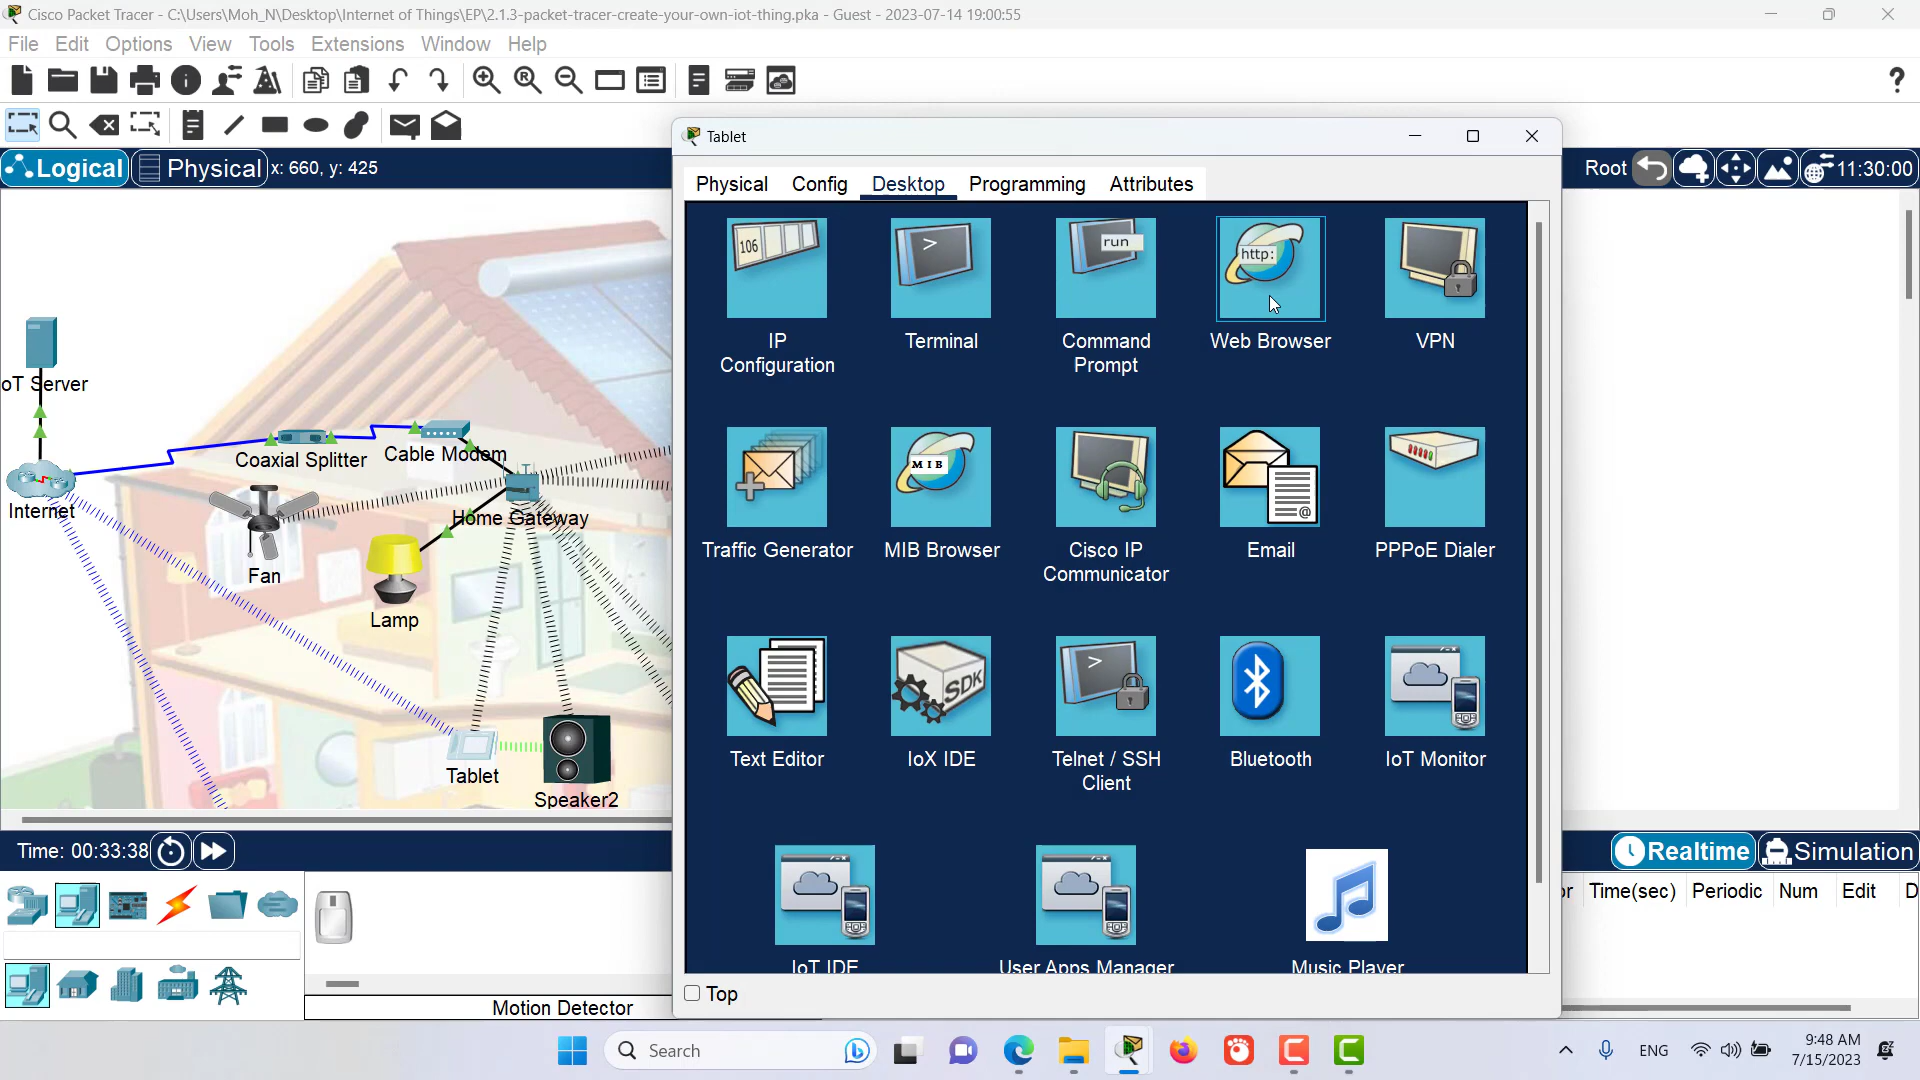 Cisco Packet Tracer - C:\Users\Moh_N\Desktop\Internet of Things\EP\2.1.3-packet-tracer-create-your-own-iot-thing.pka - Guest - 2023-07-14 19:00:55
File Edit Options View Tools Extensions Window Help
?
Logical Physical x: 660, y: 425
Root 11:30:00
Tablet
Physical Config Desktop Programming Attributes
106
>
run
http:
IP Configuration
Terminal
Command Prompt
Web Browser
VPN
MIB
@
Traffic Generator
MIB Browser
Cisco IP Communicator
Email
PPPoE Dialer
SDK
>
Text Editor
IoX IDE
Telnet / SSH Client
Bluetooth
IoT Monitor
IoT IDE
User Apps Manager
Music Player
Top
oT Server
Coaxial Splitter
Cable Modem
Internet
Home Gateway
Fan
Lamp
Tablet
Speaker2
Time: 00:33:38
Realtime Simulation
or Time(sec) Periodic Num Edit D
Motion Detector
Search
ENG
9:48 AM
7/15/2023